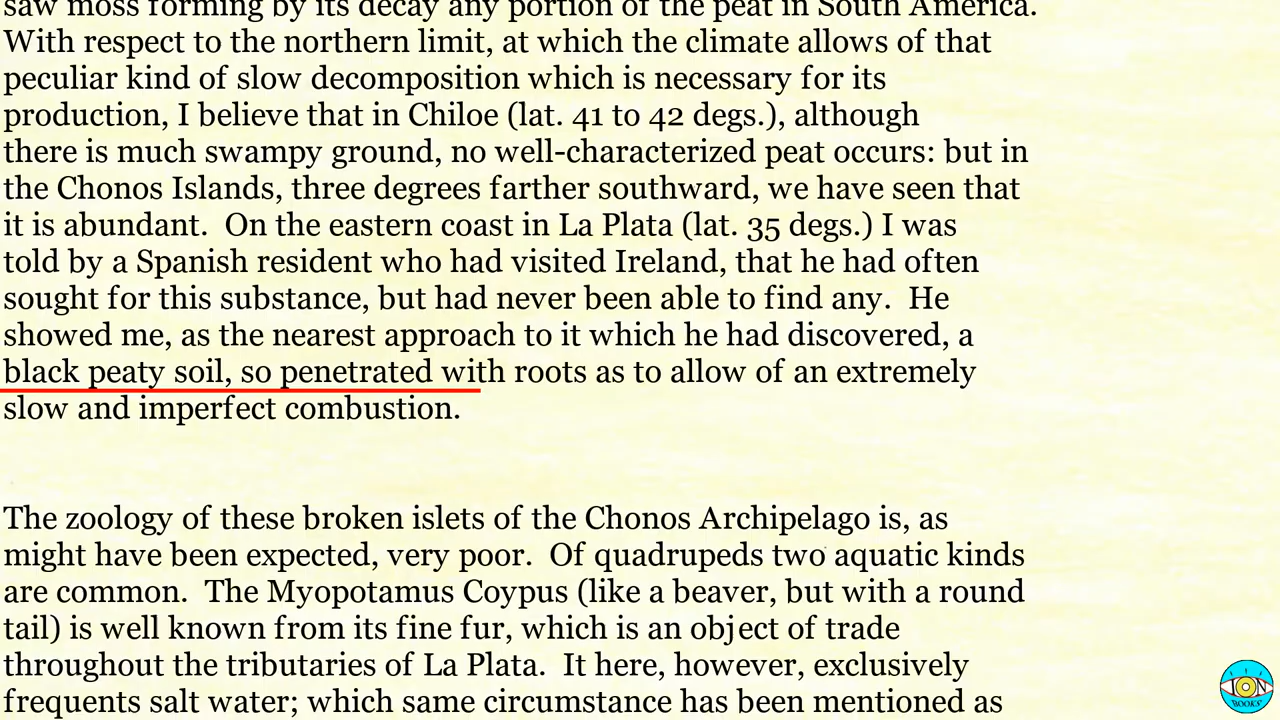 saw moss forming by its decay any portion of the peat in South America.
With respect to the northern limit, at which the climate allows of that
peculiar kind of slow decomposition which is necessary for its
production, I believe that in Chiloe (lat. 41 to 42 degs.), although
there is much swampy ground, no well-characterized peat occurs: but in
the Chonos Islands, three degrees farther southward, we have seen that
it is abundant.  On the eastern coast in La Plata (lat. 35 degs.) I was
told by a Spanish resident who had visited Ireland, that he had often
sought for this substance, but had never been able to find any.  He
showed me, as the nearest approach to it which he had discovered, a
black peaty soil, so penetrated with roots as to allow of an extremely
slow and imperfect combustion.
The zoology of these broken islets of the Chonos Archipelago is, as
might have been expected, very poor.  Of quadrupeds two aquatic kinds
are common.  The Myopotamus Coypus (like a beaver, but with a round
tail) is well known from its fine fur, which is an object of trade
throughout the tributaries of La Plata.  It here, however, exclusively
frequents salt water; which same circumstance has been mentioned as
ION
BOOKS